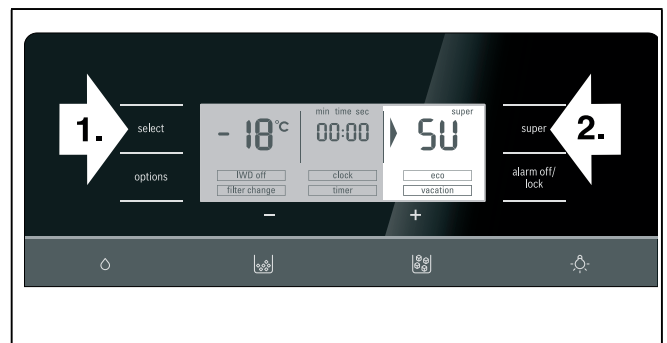 1.
select
options
- 18°C
min time sec
00:00
super
SU
IWD off
filter change
clock
timer
eco
vacation
super
2.
alarm off/
lock
−
+